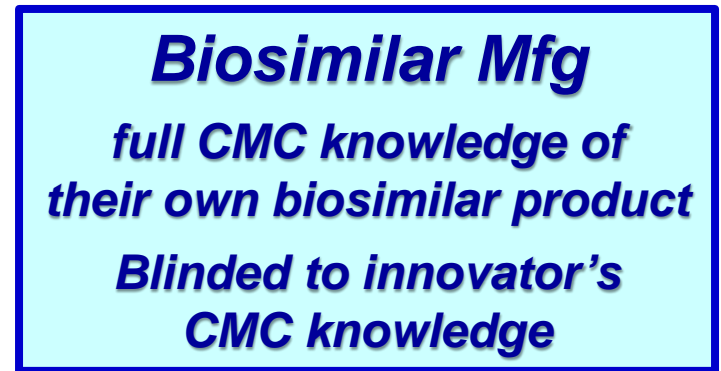 Biosimilar Mfg
full CMC knowledge of
their own biosimilar product
Blinded to innovator’s
CMC knowledge